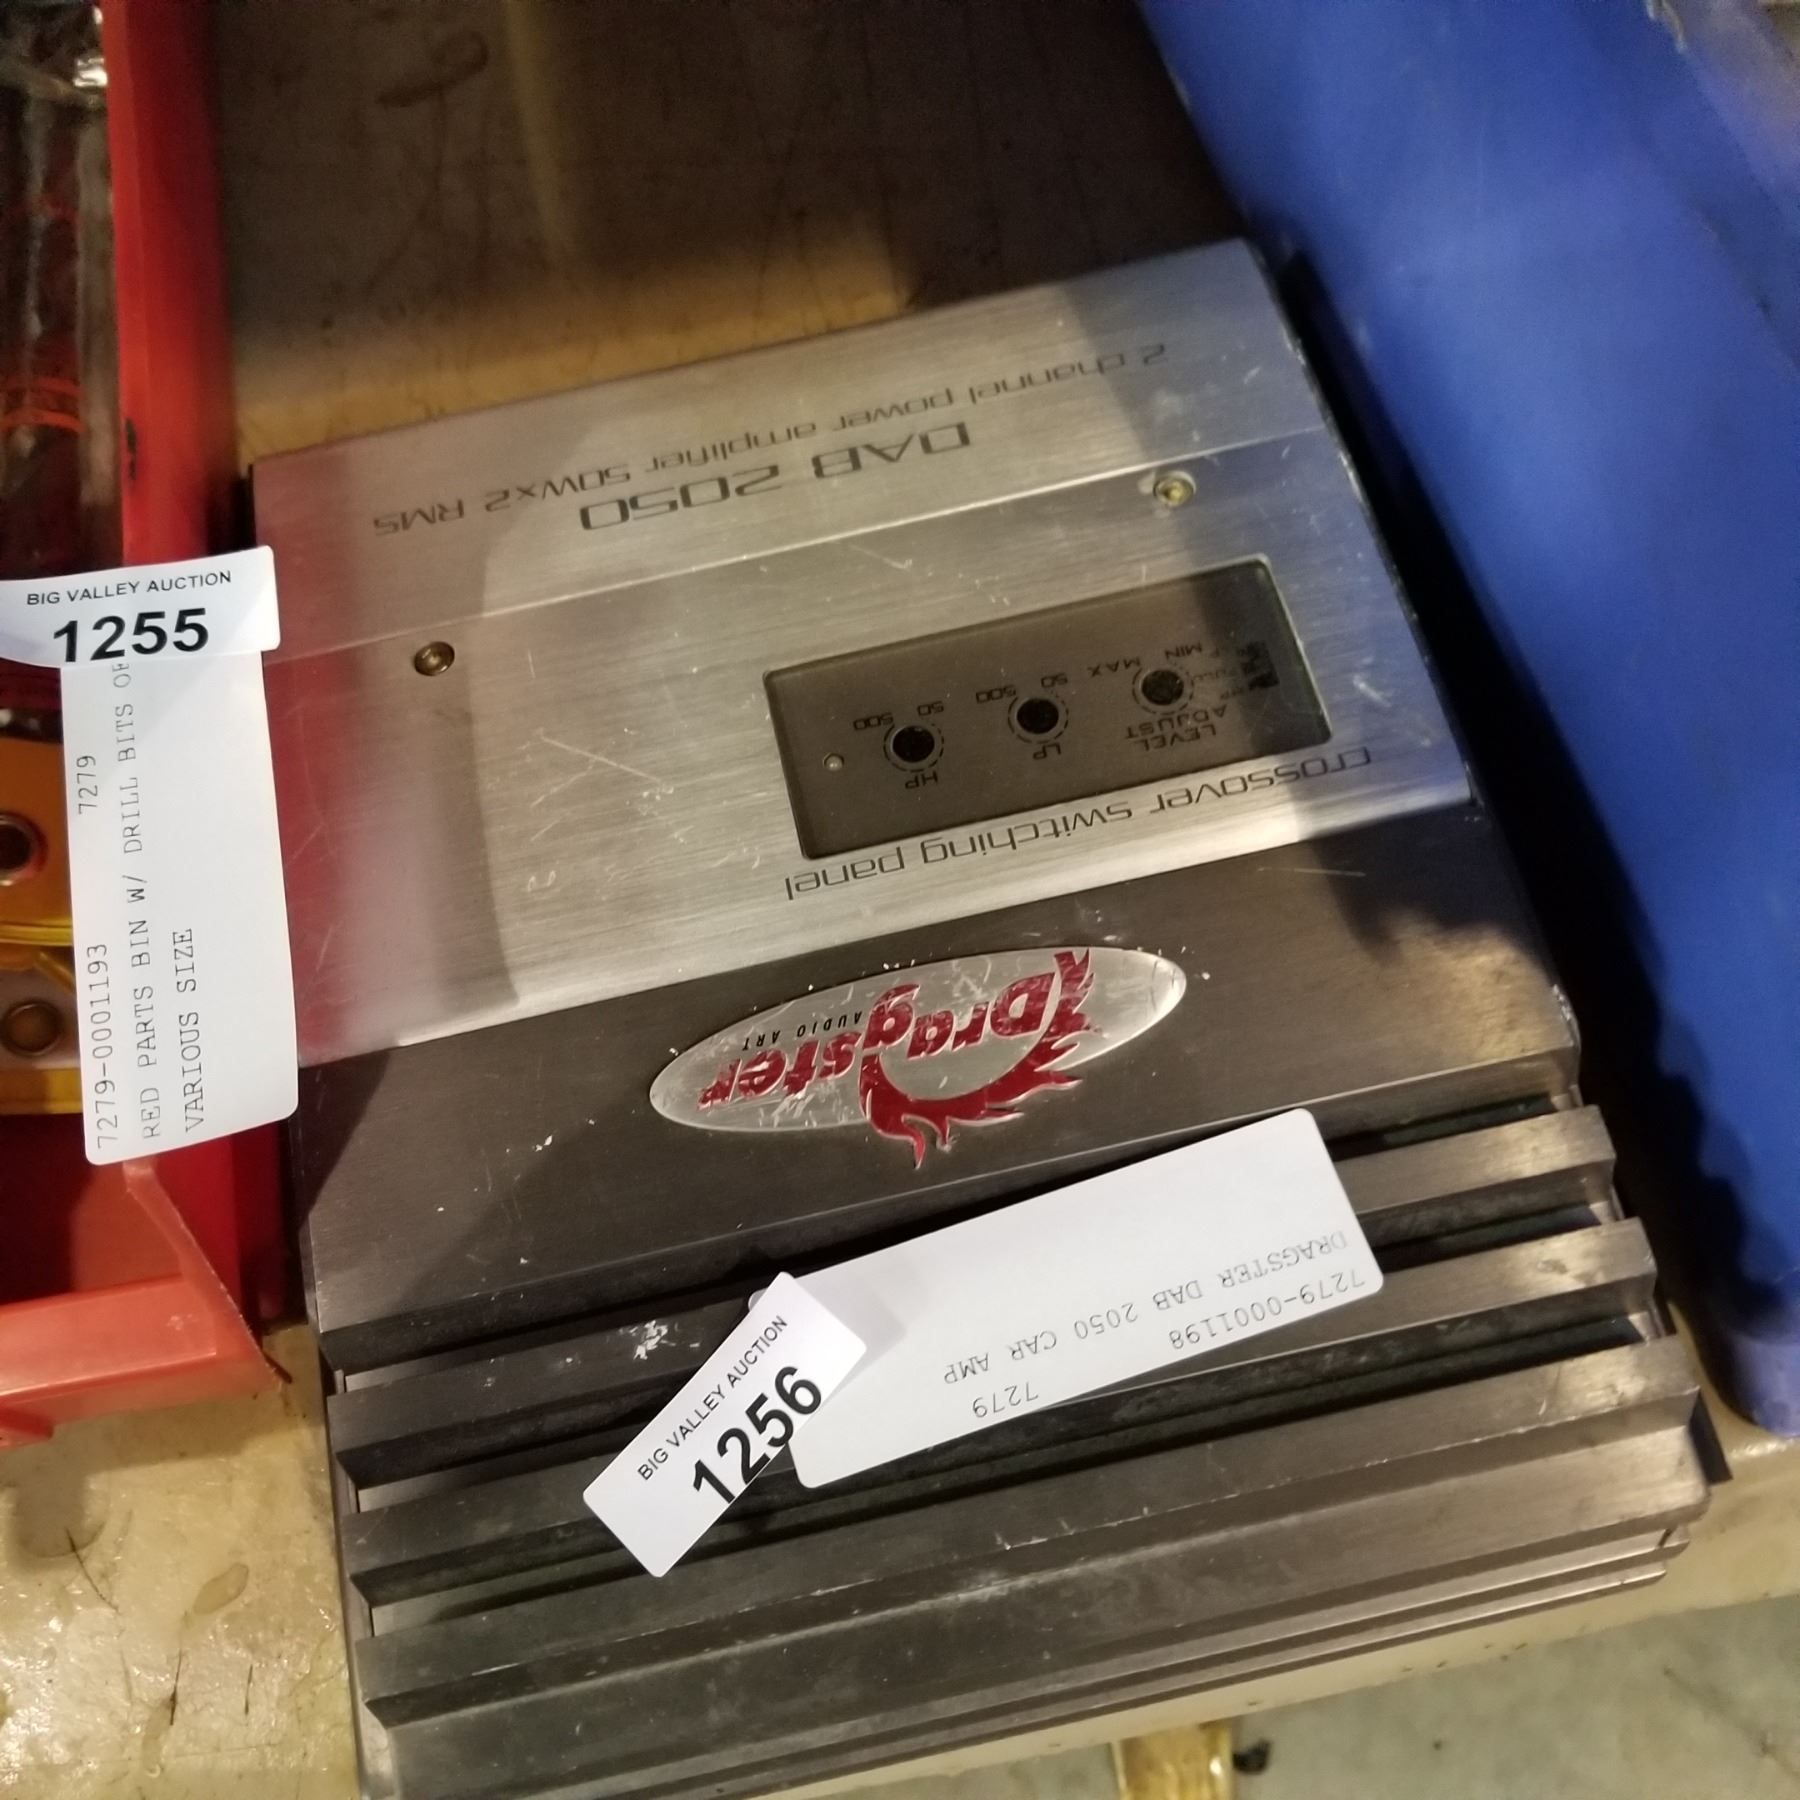 BIG VALLEY AUCTION
1255
7279-0001193 7279
RED PARTS BIN W/ DRILL BITS OF
VARIOUS SIZE
2 channel power amplifier 50Wx2 RMS
DAB 2050
MIN MAX 50 500 50 500
LEVEL ADJUST
LP
HP
crossover switching panel
Dragster
AUDIO ART
7279-0001198 7279
DRAGSTER DAB 2050 CAR AMP
BIG VALLEY AUCTION
1256